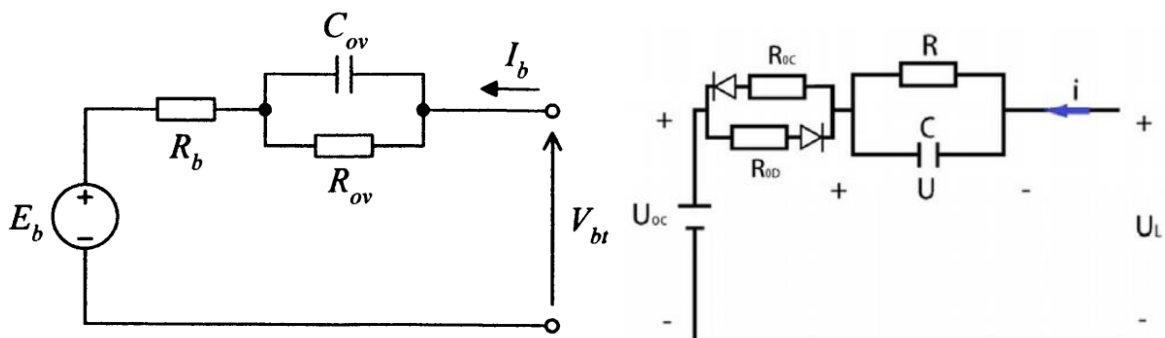 C_ov
I_b
R_b
R_ov
E_b
+
−
V_bt
R_0C
R
i
+
+
R_0D
C
+
U
-
U_OC
U_L
-
-